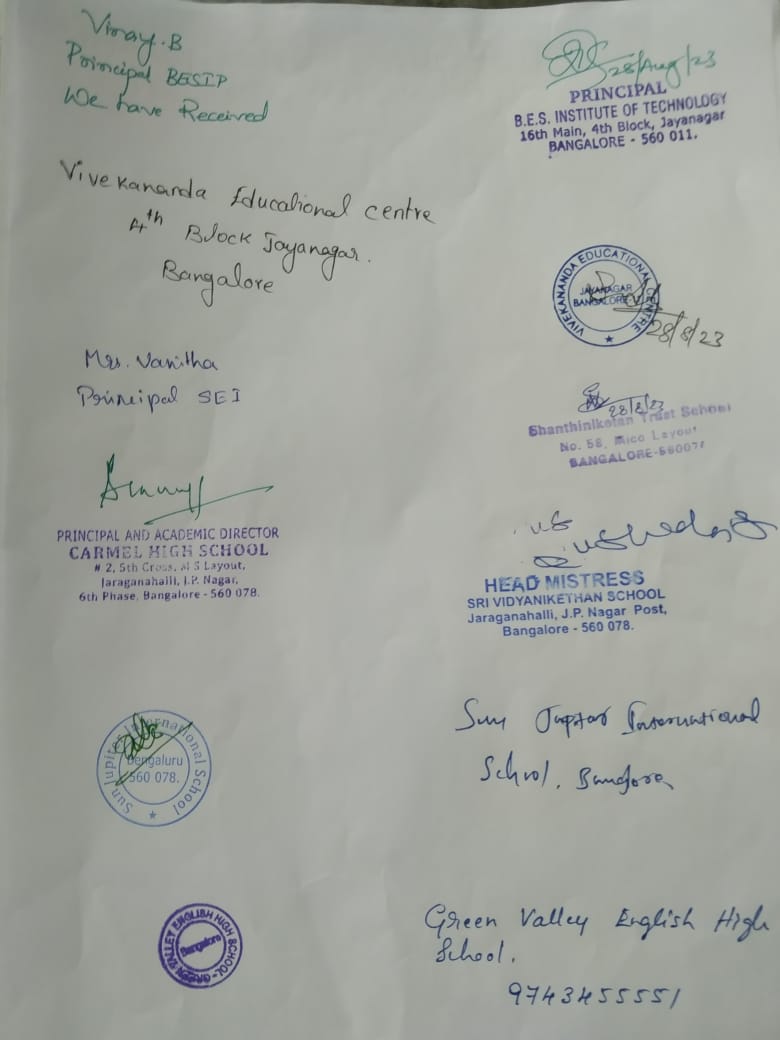 Vinay.B
Principal BESIP
We have Received
28/Aug/23
PRINCIPAL
B.E.S. INSTITUTE OF TECHNOLOGY
16th Main, 4th Block, Jayanagar
BANGALORE - 560 011.
Vivekananda Educational centre
4th Block Jayanagar.
Bangalore
VIVEKANANDA EDUCATIONAL CENTRE
JAYANAGAR
BANGALORE
28/8/23
Mrs. Vanitha
Principal SEI
28/8/23
Shanthiniketan Trust School
No. 58, Mico Layout
BANGALORE-
PRINCIPAL AND ACADEMIC DIRECTOR
CARMEL HIGH SCHOOL
# 2, 5th Cross, M S Layout,
Jaraganahalli, J.P. Nagar,
6th Phase, Bangalore - 560 078.
HEAD MISTRESS
SRI VIDYANIKETHAN SCHOOL
Jaraganahalli, J.P. Nagar Post,
Bangalore - 560 078.
Sun Jupiter International School
Bengaluru
560 078.
Sun International
School.
GREEN VALLEY ENGLISH HIGH SCHOOL
Bangalore
Green Valley English High
School.
9743455551